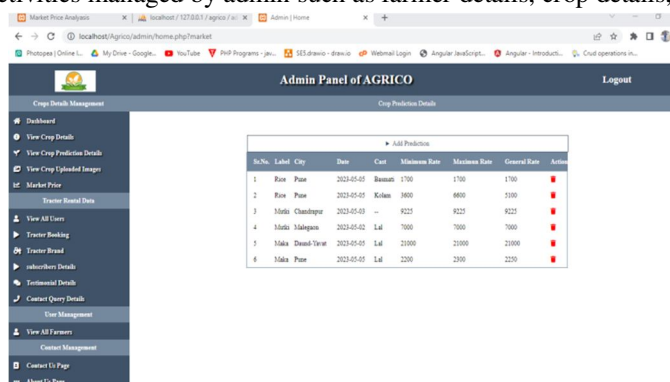 ctivities managed by admin such as farmer details, crop details,
Market Price Analysis
localhost / 127.0.0.1 / agrico /
Admin | Home
localhost/Agrico/admin/home.php?market
Photopea | Online I...
My Drive - Google...
YouTube
PHP Programs - jav...
SES.drawio - draw.io
Webmail Login
Angular JavaScript...
Angular - Introducti...
Crud operations in...
Admin Panel of AGRICO
Logout
Crops Details Management
Crop Prediction Details
Dashboard
View Crop Details
View Crop Prediction Details
View Crop Uploaded Images
Market Price
Tractor Rental Data
View All Users
Tracter Booking
Tracter Brand
subscribers Details
Testimonial Details
Contact Query Details
User Management
View All Farmers
Contact Management
Contact Us Page
About Us Page
Add Prediction
Sr.No. Label City Date Cast Minimum Rate Maximum Rate General Rate Action
1 Rice Pune 2023-05-05 Basmati 1700 1700 1700
2 Rice Pune 2023-05-05 Kolam 3600 6600 5100
3 Matki Chandrapur 2023-05-03 -- 9225 9225 9225
4 Matki Malegaon 2023-05-02 Lal 7000 7000 7000
5 Maka Daund-Yavat 2023-05-05 Lal 21000 21000 21000
6 Maka Pune 2023-05-05 Lal 2200 2300 2250